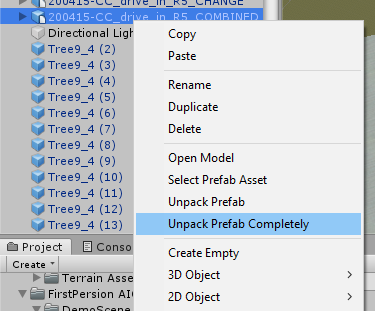 200415-CC_drive_in_R5_CHANGE
200415-CC_drive_in_R5_COMBINED
Directional Ligh
Tree9_4 (2)
Tree9_4 (3)
Tree9_4 (4)
Tree9_4 (5)
Tree9_4 (6)
Tree9_4 (7)
Tree9_4 (8)
Tree9_4 (9)
Tree9_4 (10)
Tree9_4 (11)
Tree9_4 (12)
Tree9_4 (13)
Copy
Paste
Rename
Duplicate
Delete
Open Model
Select Prefab Asset
Unpack Prefab
Unpack Prefab Completely
Create Empty
3D Object
2D Object
Project
Conso
Create
Terrain Asse
FirstPersion AIO
DemoScene